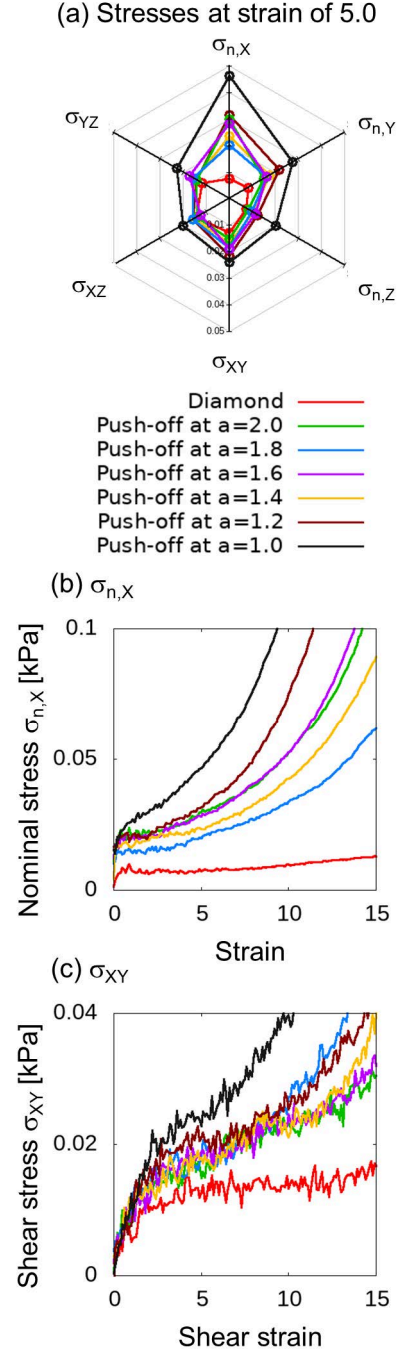 (a) Stresses at strain of 5.0
σn,X
σYZ
σn,Y
0.01
0.03
0.04
0.05
σXZ
σn,Z
σXY
Diamond
Push-off at a=2.0
Push-off at a=1.8
Push-off at a=1.6
Push-off at a=1.4
Push-off at a=1.2
Push-off at a=1.0
(b) σn,X
Nominal stress σn,X [kPa]
0.1
0.05
0
0 5 10 15
Strain
(c) σXY
Shear stress σXY [kPa]
0.04
0.02
0
0 5 10 15
Shear strain